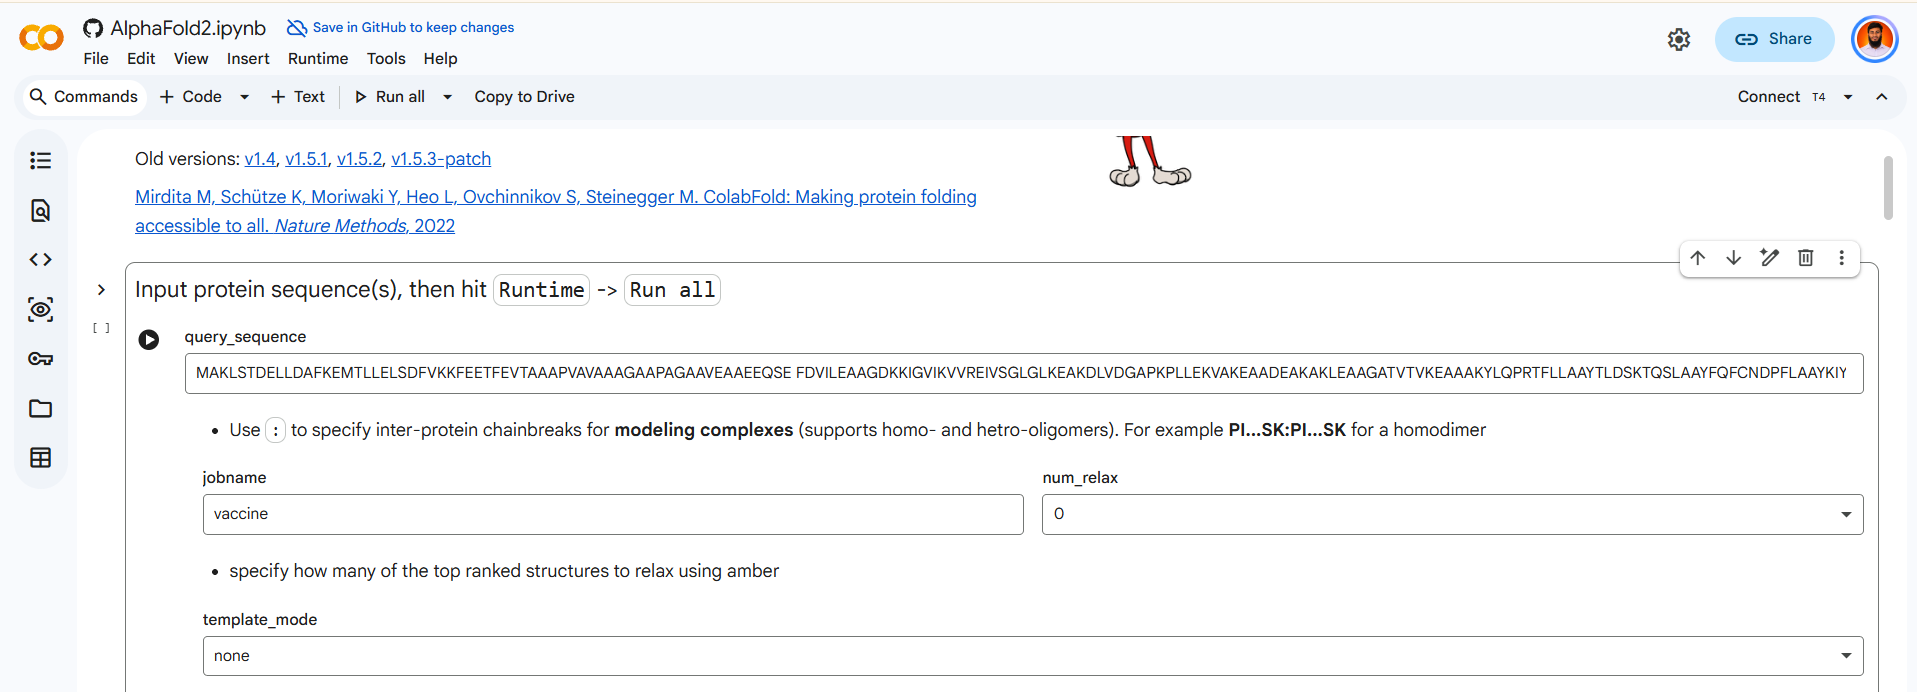 AlphaFold2.ipynb Save in GitHub to keep changes
File Edit View Insert Runtime Tools Help
Share
Commands + Code + Text Run all Copy to Drive
Connect T4
Old versions: v1.4, v1.5.1, v1.5.2, v1.5.3-patch
Mirdita M, Schütze K, Moriwaki Y, Heo L, Ovchinnikov S, Steinegger M. ColabFold: Making protein folding
accessible to all. Nature Methods, 2022
Input protein sequence(s), then hit Runtime -> Run all
[ ]
query_sequence
MAKLSTDELLDAFKEMTLLELSDFVKKFEETFEVTAAAPVAVAAAGAAPAGAAVEAAEEQSE FDVILEAAGDKKIGVIKVVREIVSGLGLKEAKDLVDGAPKPLLEKVAKEAADEAKAKLEAAGATVTVKEAAAKYLQPRTFLLAAYTLDSKTQSLAAYFQFCNDPFLAAYKIY
• Use : to specify inter-protein chainbreaks for modeling complexes (supports homo- and hetro-oligomers). For example PI...SK:PI...SK for a homodimer
jobname
vaccine
num_relax
0
• specify how many of the top ranked structures to relax using amber
template_mode
none